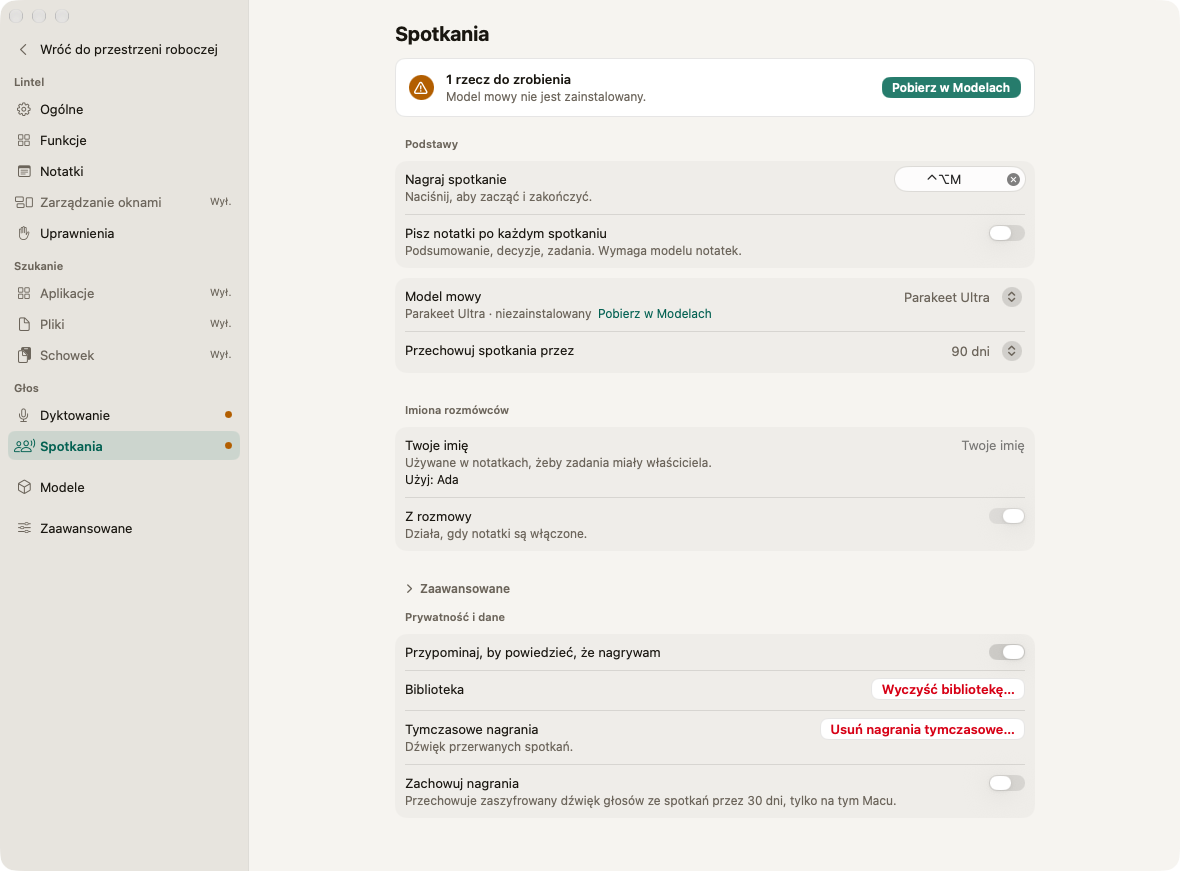 Wróć do przestrzeni roboczej
Lintel
Ogólne
Funkcje
Notatki
Zarządzanie oknami Wył.
Uprawnienia
Szukanie
Aplikacje Wył.
Pliki Wył.
Schowek Wył.
Głos
Dyktowanie
Spotkania
Modele
Zaawansowane
Spotkania
1 rzecz do zrobienia
Model mowy nie jest zainstalowany.
Pobierz w Modelach
Podstawy
Nagraj spotkanie
Naciśnij, aby zacząć i zakończyć.
⌃⌥M
Pisz notatki po każdym spotkaniu
Podsumowanie, decyzje, zadania. Wymaga modelu notatek.
Model mowy
Parakeet Ultra · niezainstalowany Pobierz w Modelach
Parakeet Ultra
Przechowuj spotkania przez
90 dni
Imiona rozmówców
Twoje imię
Używane w notatkach, żeby zadania miały właściciela.
Użyj: Ada
Twoje imię
Z rozmowy
Działa, gdy notatki są włączone.
Zaawansowane
Prywatność i dane
Przypominaj, by powiedzieć, że nagrywam
Biblioteka
Wyczyść bibliotekę...
Tymczasowe nagrania
Dźwięk przerwanych spotkań.
Usuń nagrania tymczasowe...
Zachowuj nagrania
Przechowuje zaszyfrowany dźwięk głosów ze spotkań przez 30 dni, tylko na tym Macu.